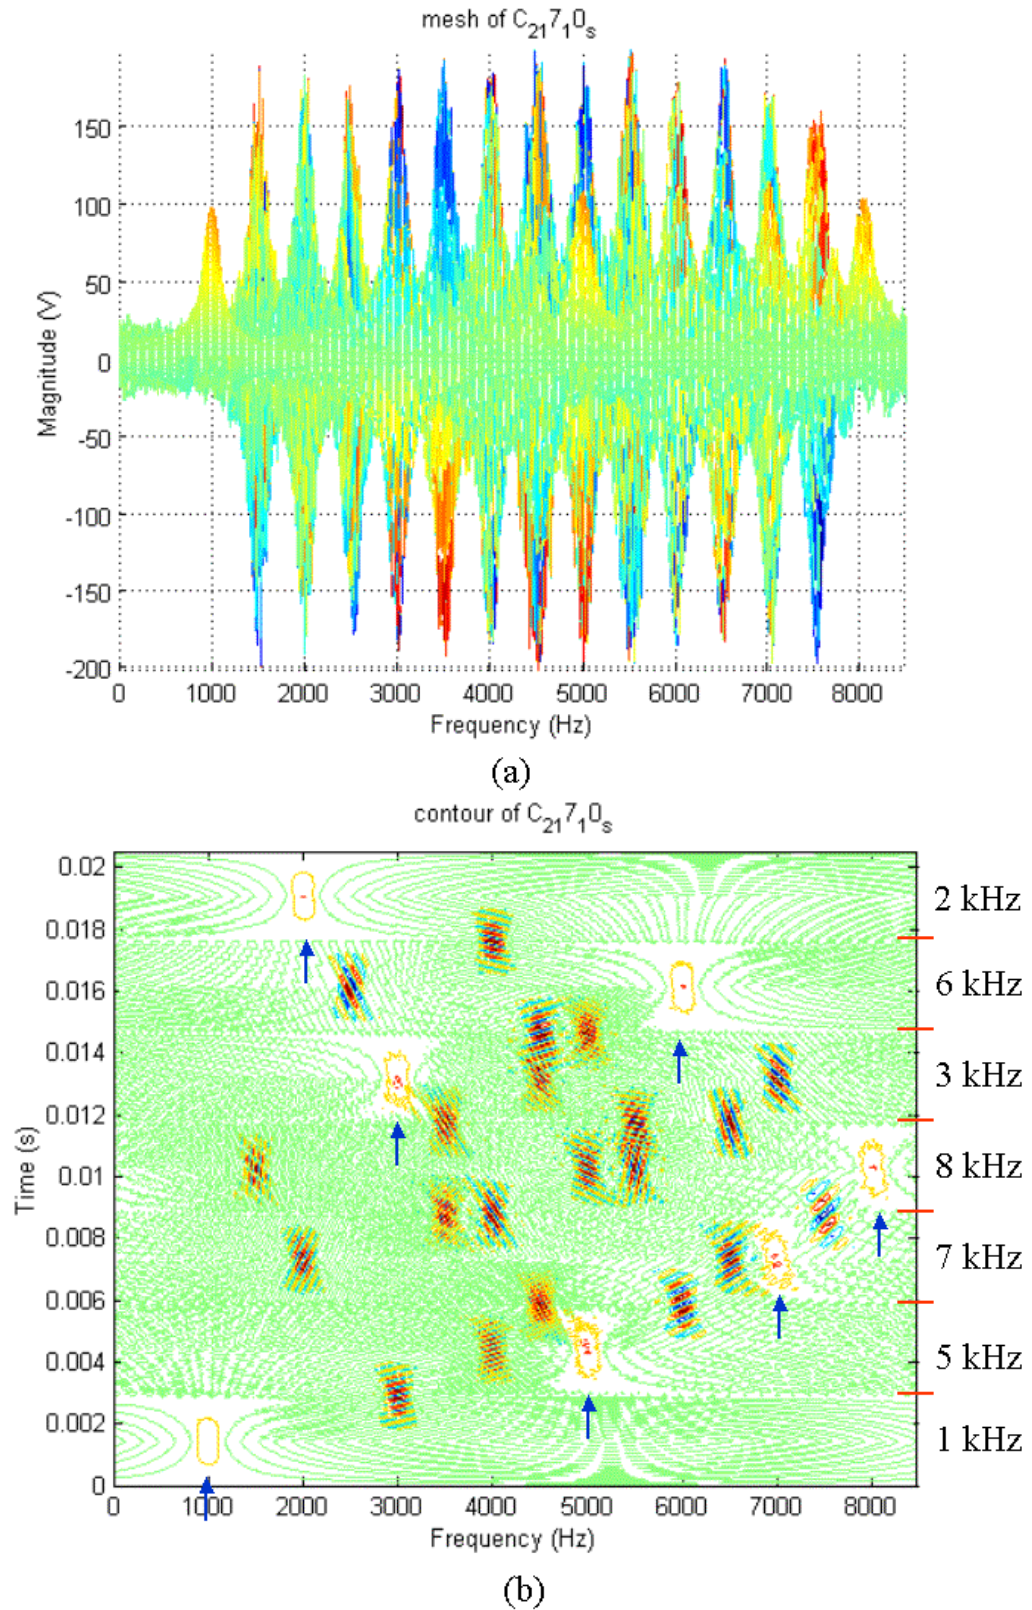 mesh of C₂₁7₁0ₛ
150
100
50
0
-50
-100
-150
-200
Magnitude (V)
0 1000 2000 3000 4000 5000 6000 7000 8000
Frequency (Hz)
(a)
contour of C₂₁7₁0ₛ
0.02
0.018
0.016
0.014
0.012
0.01
0.008
0.006
0.004
0.002
0
Time (s)
2 kHz
6 kHz
3 kHz
8 kHz
7 kHz
5 kHz
1 kHz
0 1000 2000 3000 4000 5000 6000 7000 8000
Frequency (Hz)
(b)